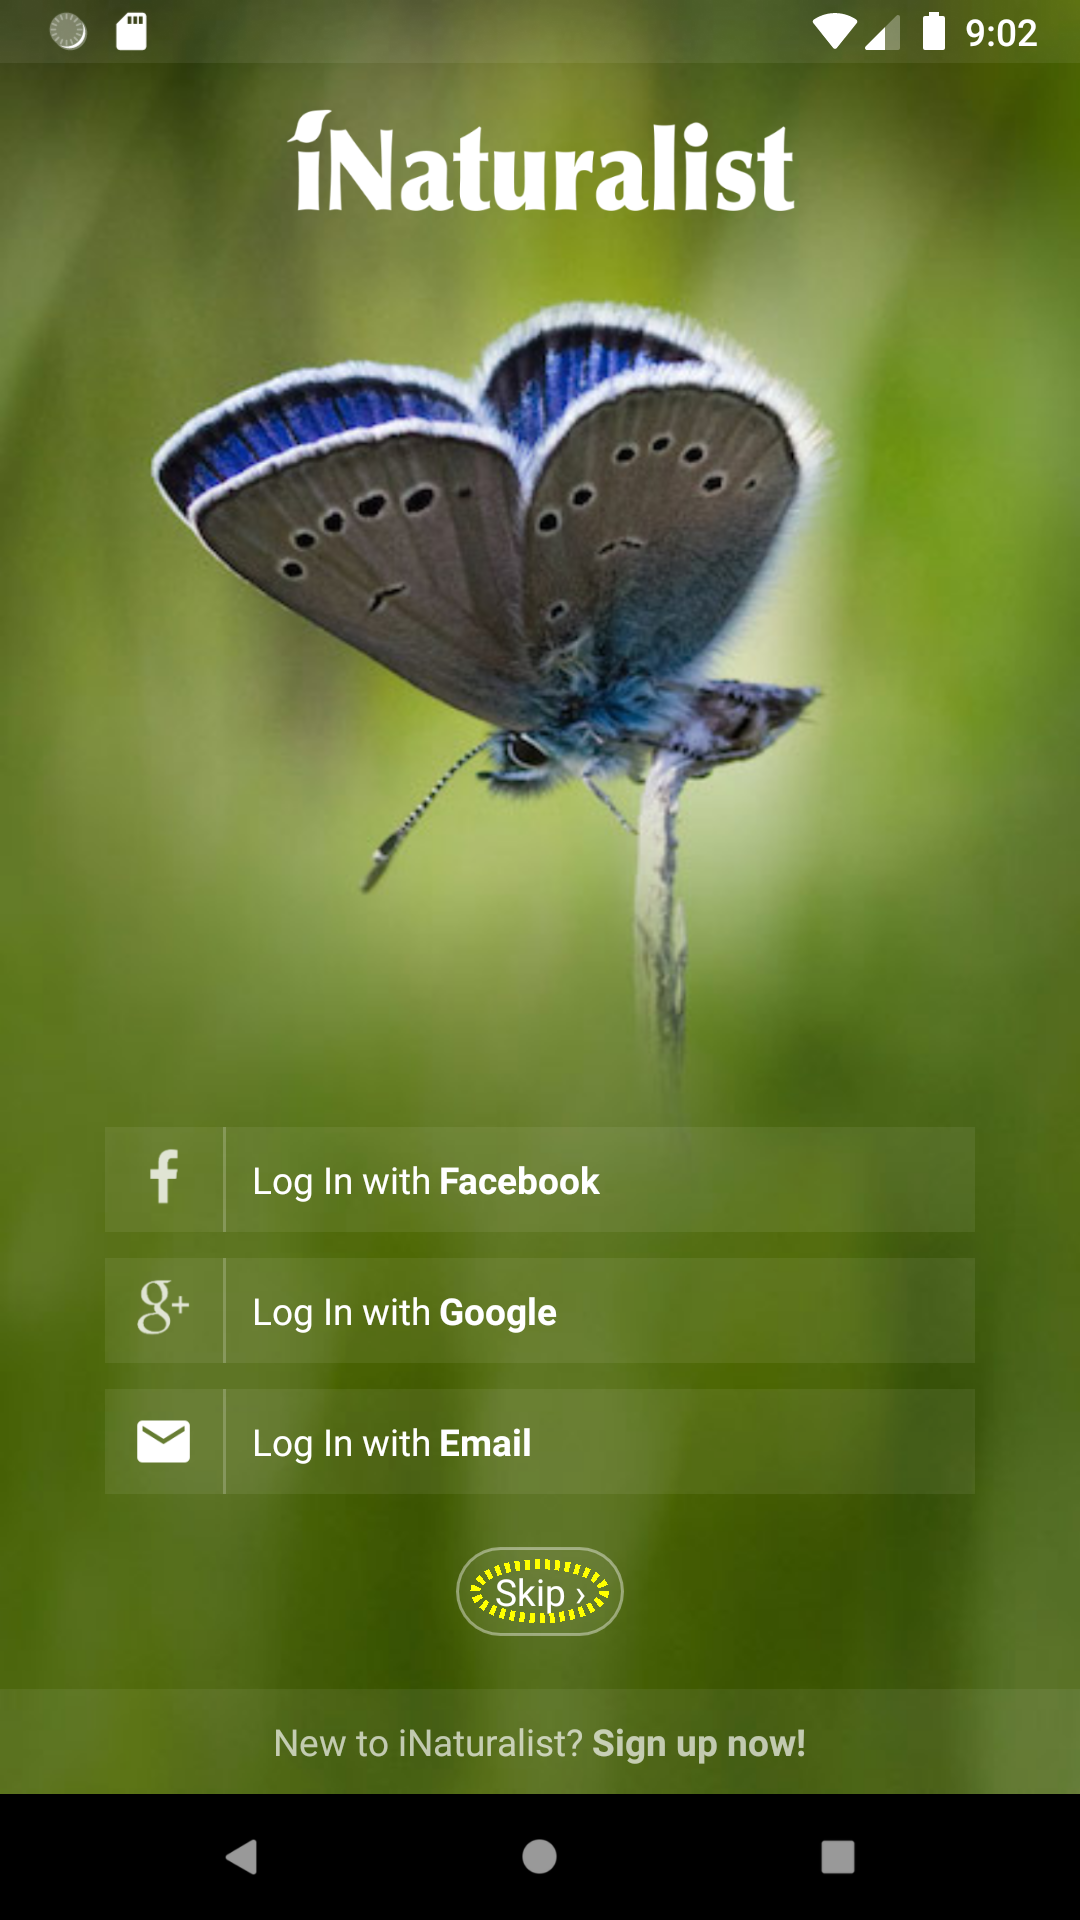 9:02
iNaturalist
Log In with Facebook
g+
Log In with Google
Log In with Email
Skip ›
New to iNaturalist? Sign up now!